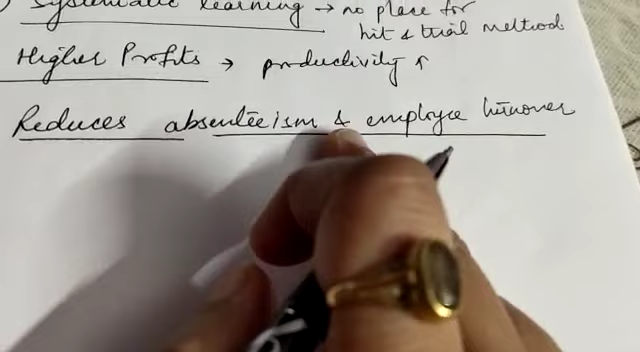 ) Systematic learning → no place for
hit & trial method
Higher Profits → productivity ↑
Reduces absenteeism & employee turnover